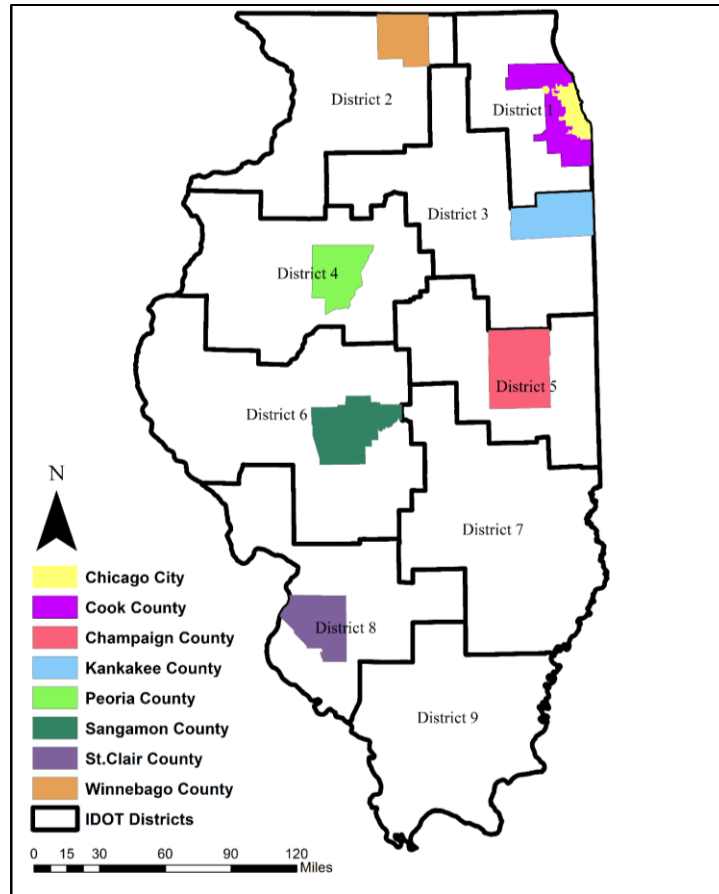 District 2
District 1
District 3
District 4
District 5
District 6
District 7
District 8
District 9
N
Chicago City
Cook County
Champaign County
Kankakee County
Peoria County
Sangamon County
St.Clair County
Winnebago County
IDOT Districts
0 15 30 60 90 120
Miles